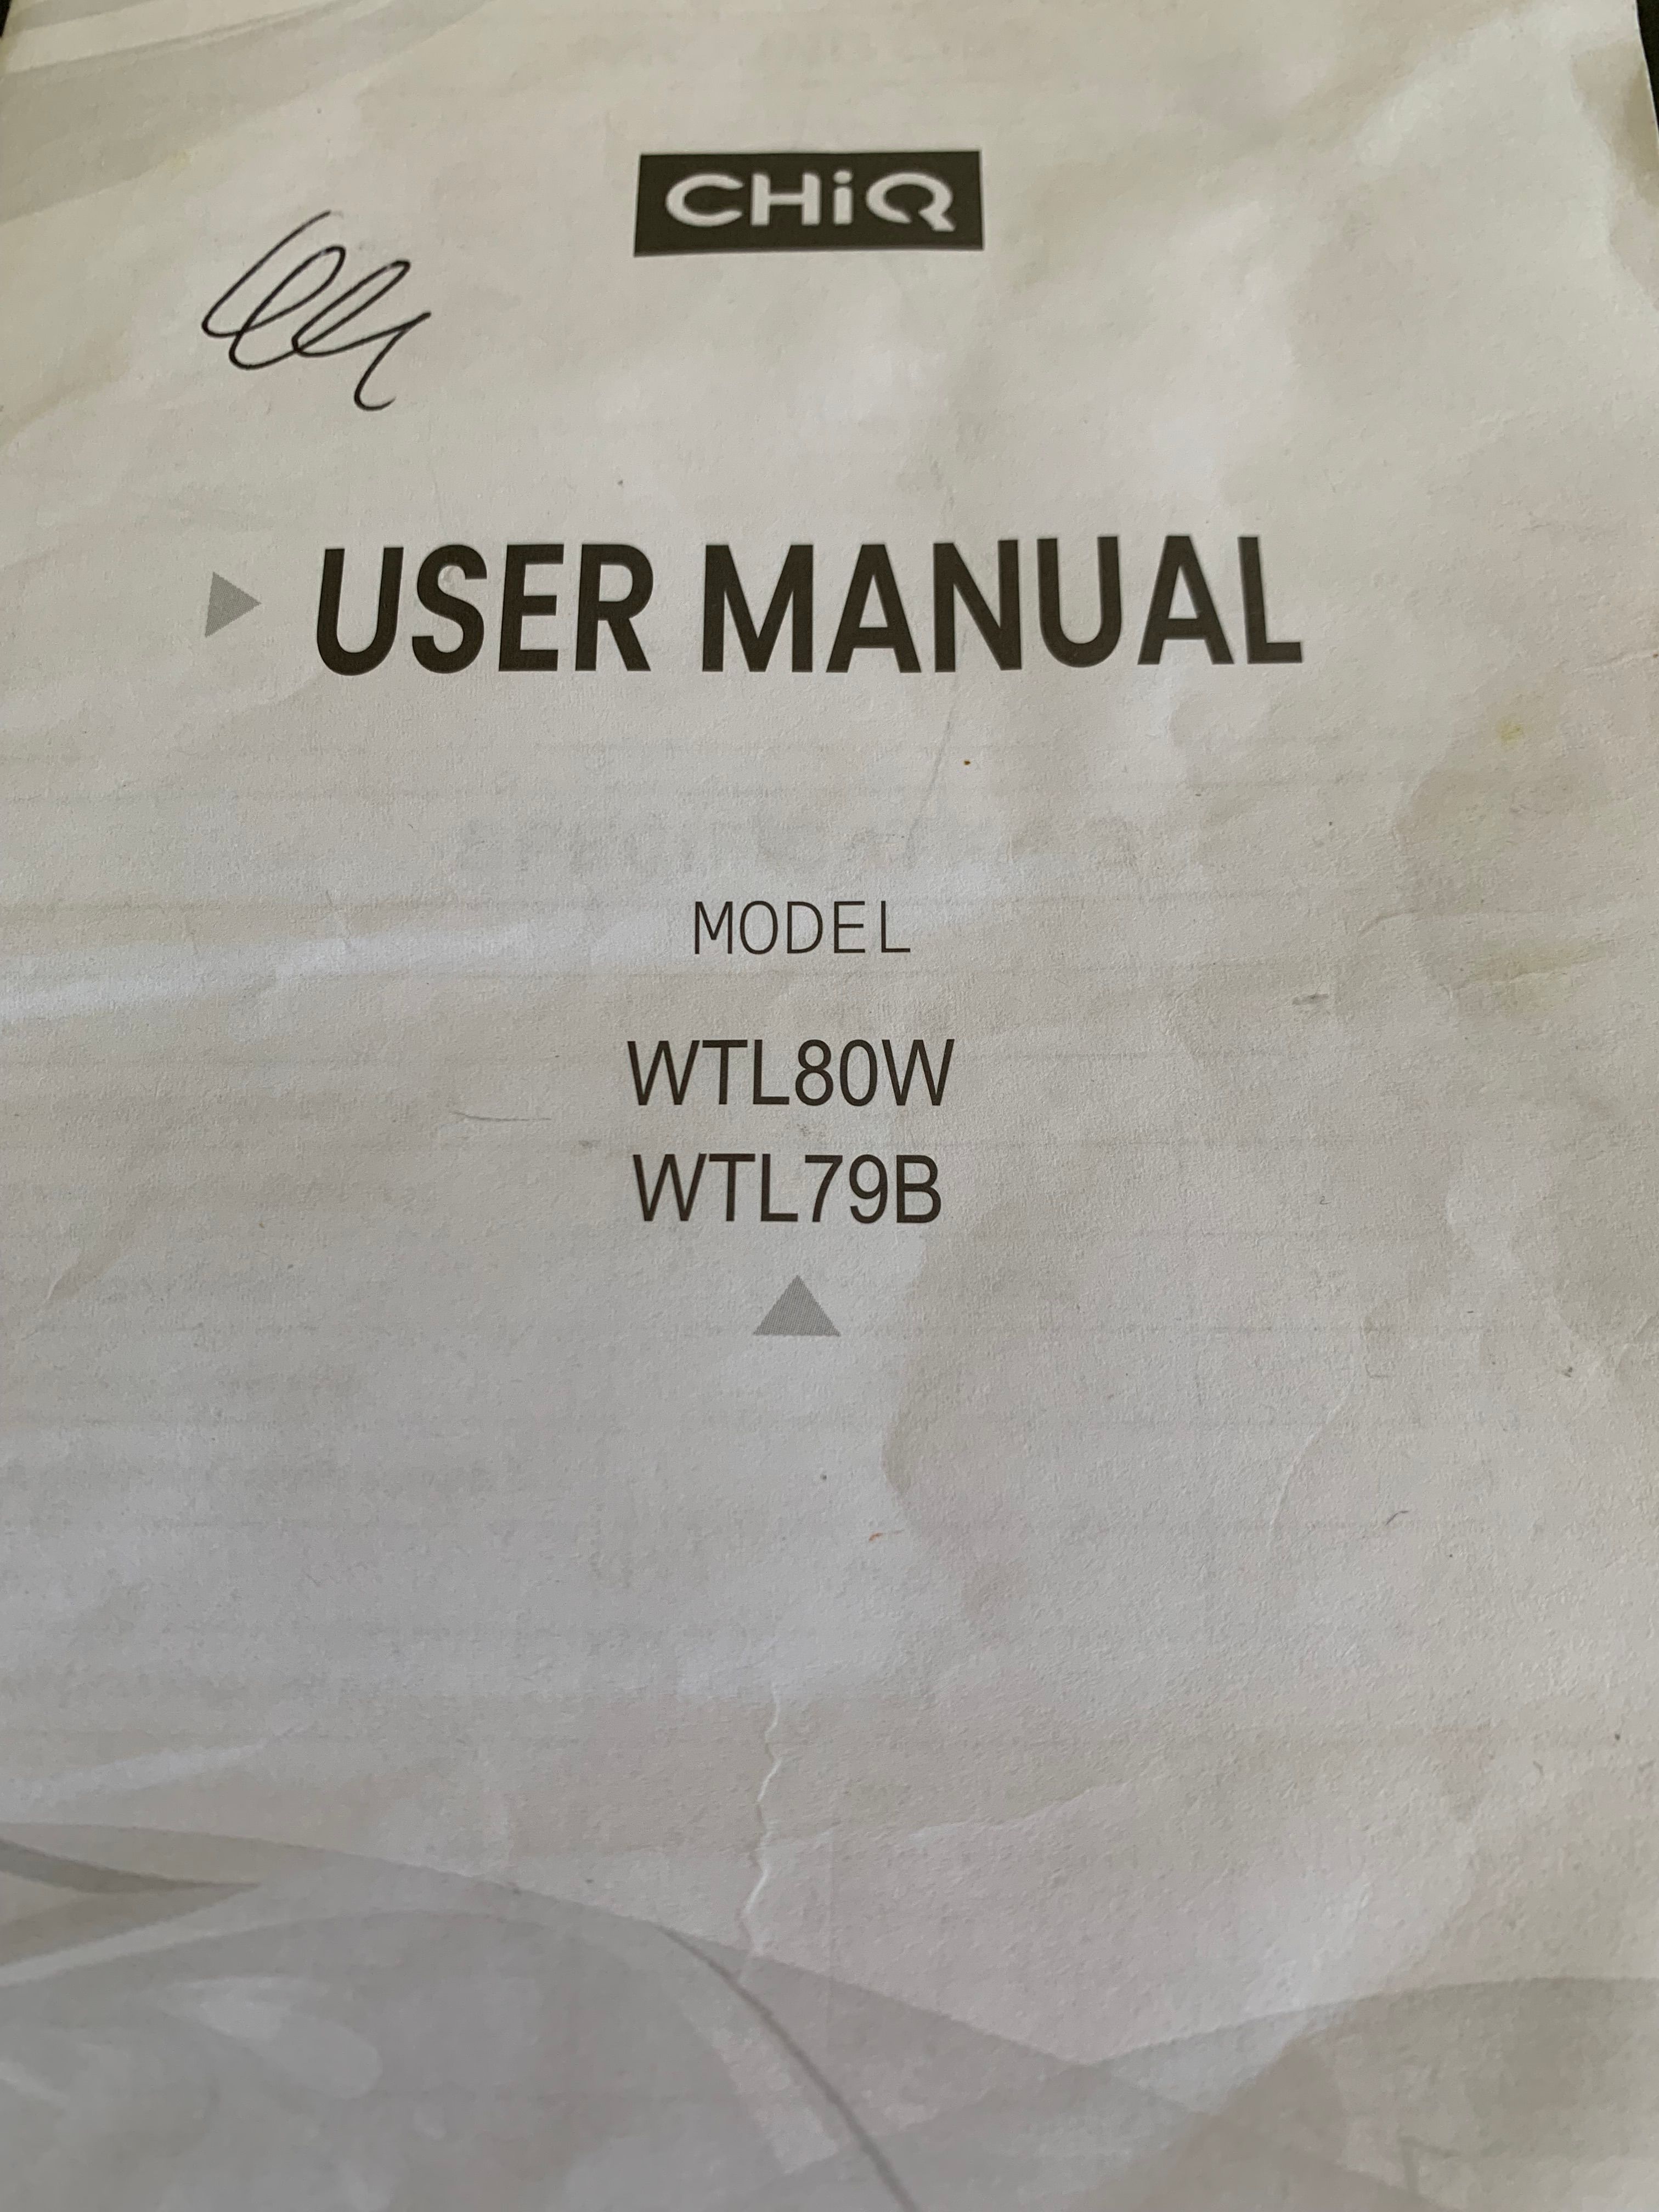 CHiQ
USER MANUAL
MODEL
WTL80W
WTL79B